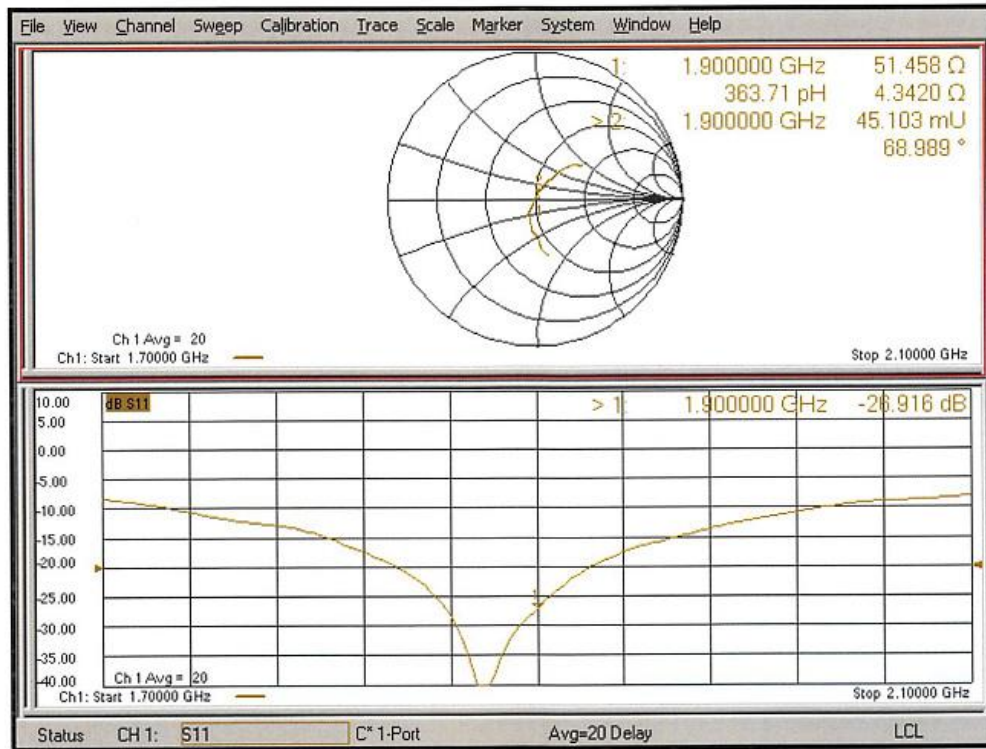 File View Channel Sweep Calibration Trace Scale Marker System Window Help
1: 1.900000 GHz 51.458 Ω
363.71 pH 4.3420 Ω
> 2: 1.900000 GHz 45.103 mU
68.989 °
Ch 1 Avg = 20
Ch1: Start 1.70000 GHz
Stop 2.10000 GHz
10.00
dB S11
> 1: 1.900000 GHz -26.916 dB
5.00
0.00
-5.00
-10.00
-15.00
-20.00
-25.00
-30.00
-35.00
-40.00
1
Ch 1 Avg = 20
Ch1: Start 1.70000 GHz
Stop 2.10000 GHz
Status CH 1: S11 C* 1-Port Avg=20 Delay LCL